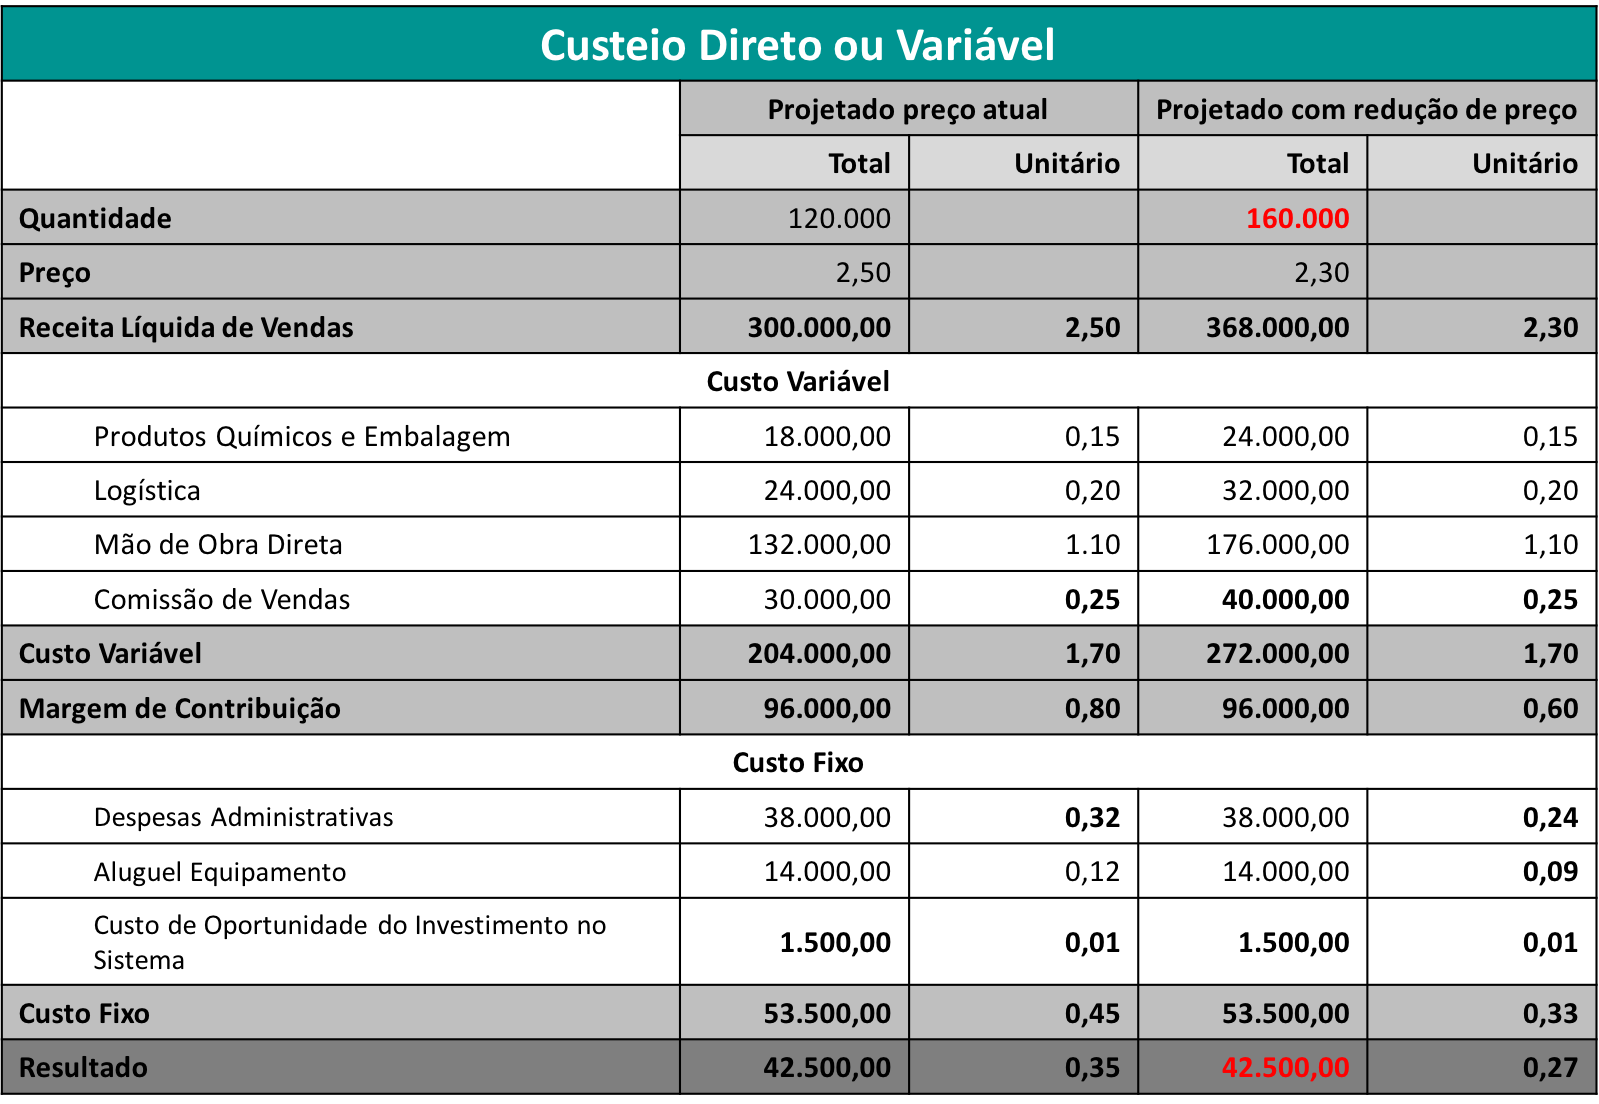 Custeio Direto ou Variável
Projetado preço atual Projetado com redução de preço
Total Unitário Total Unitário
Quantidade 120.000 160.000
Preço 2,50 2,30
Receita Líquida de Vendas 300.000,00 2,50 368.000,00 2,30
Custo Variável
Produtos Químicos e Embalagem 18.000,00 0,15 24.000,00 0,15
Logística 24.000,00 0,20 32.000,00 0,20
Mão de Obra Direta 132.000,00 1.10 176.000,00 1,10
Comissão de Vendas 30.000,00 0,25 40.000,00 0,25
Custo Variável 204.000,00 1,70 272.000,00 1,70
Margem de Contribuição 96.000,00 0,80 96.000,00 0,60
Custo Fixo
Despesas Administrativas 38.000,00 0,32 38.000,00 0,24
Aluguel Equipamento 14.000,00 0,12 14.000,00 0,09
Custo de Oportunidade do Investimento no
Sistema 1.500,00 0,01 1.500,00 0,01
Custo Fixo 53.500,00 0,45 53.500,00 0,33
Resultado 42.500,00 0,35 42.500,00 0,27